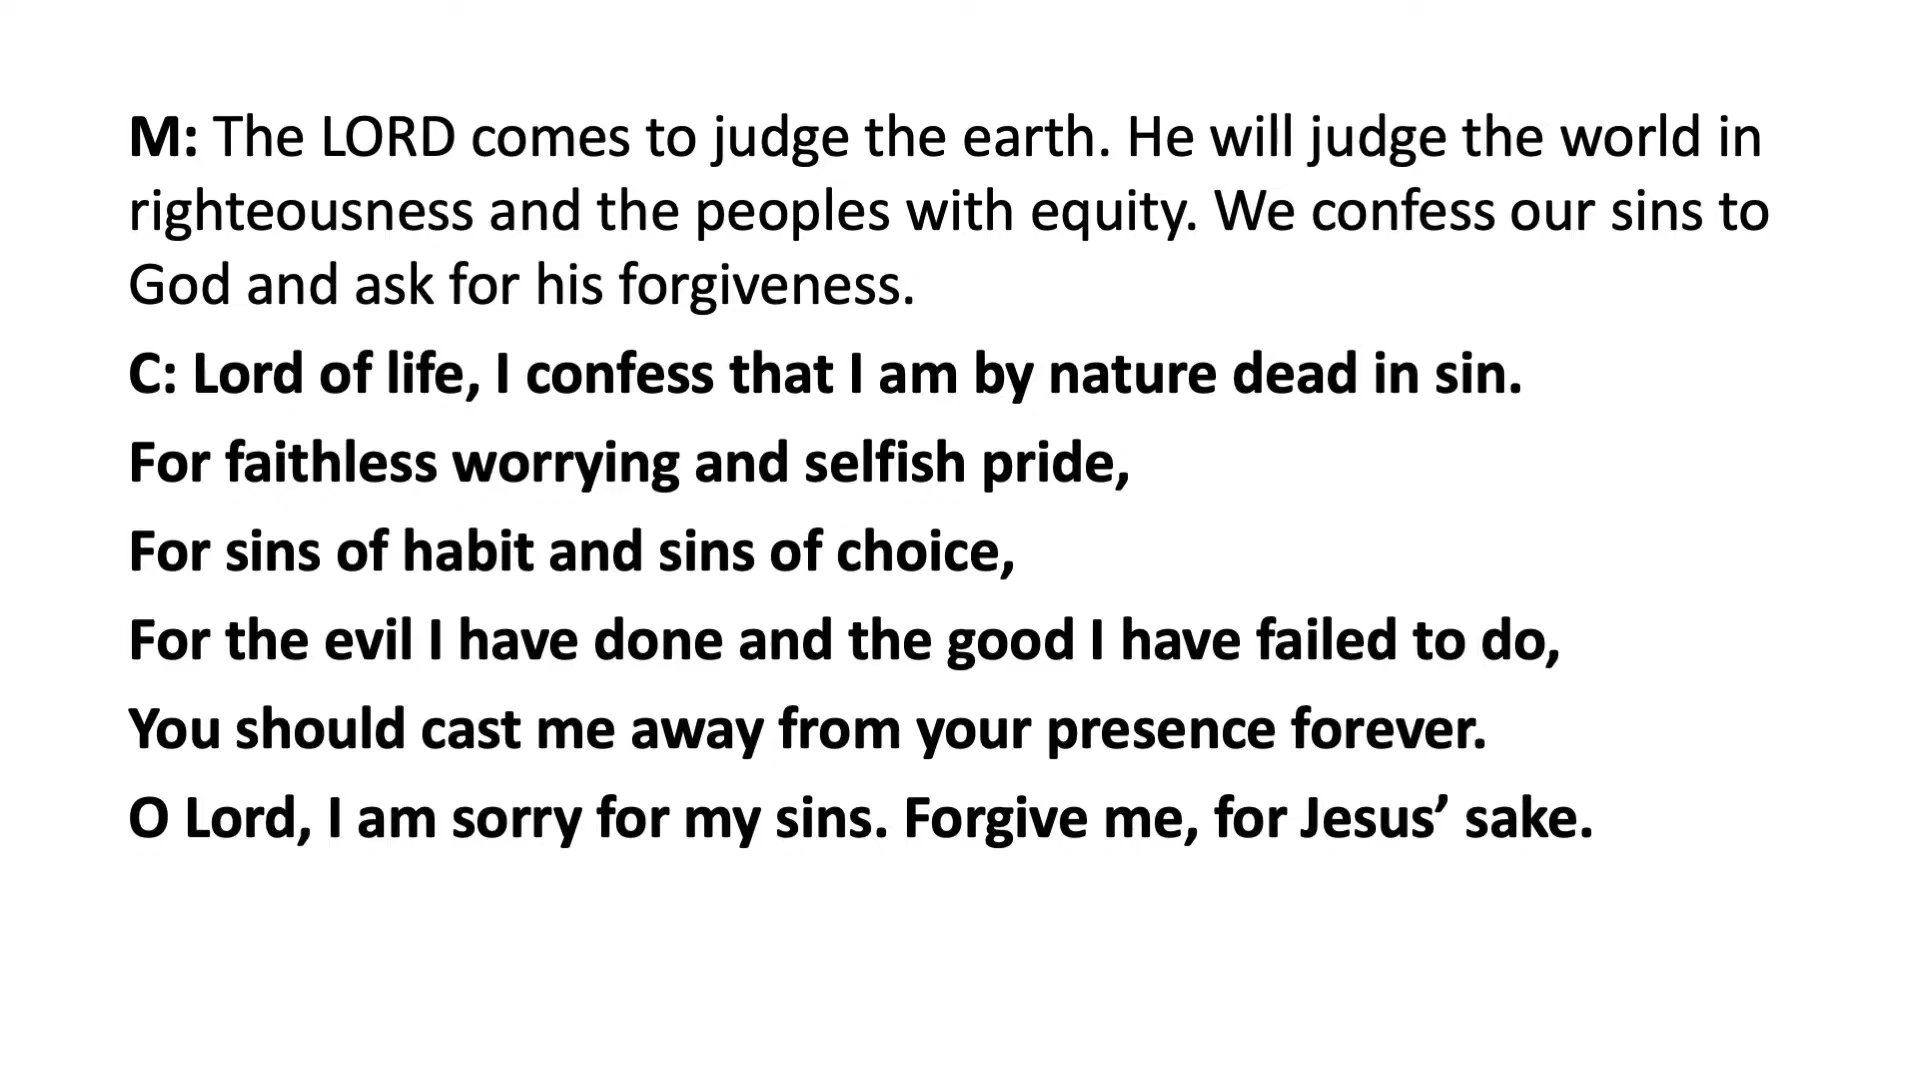 M: The LORD comes to judge the earth. He will judge the world in
righteousness and the peoples with equity. We confess our sins to
God and ask for his forgiveness.
C: Lord of life, I confess that I am by nature dead in sin.
For faithless worrying and selfish pride,
For sins of habit and sins of choice,
For the evil I have done and the good I have failed to do,
You should cast me away from your presence forever.
O Lord, I am sorry for my sins. Forgive me, for Jesus’ sake.